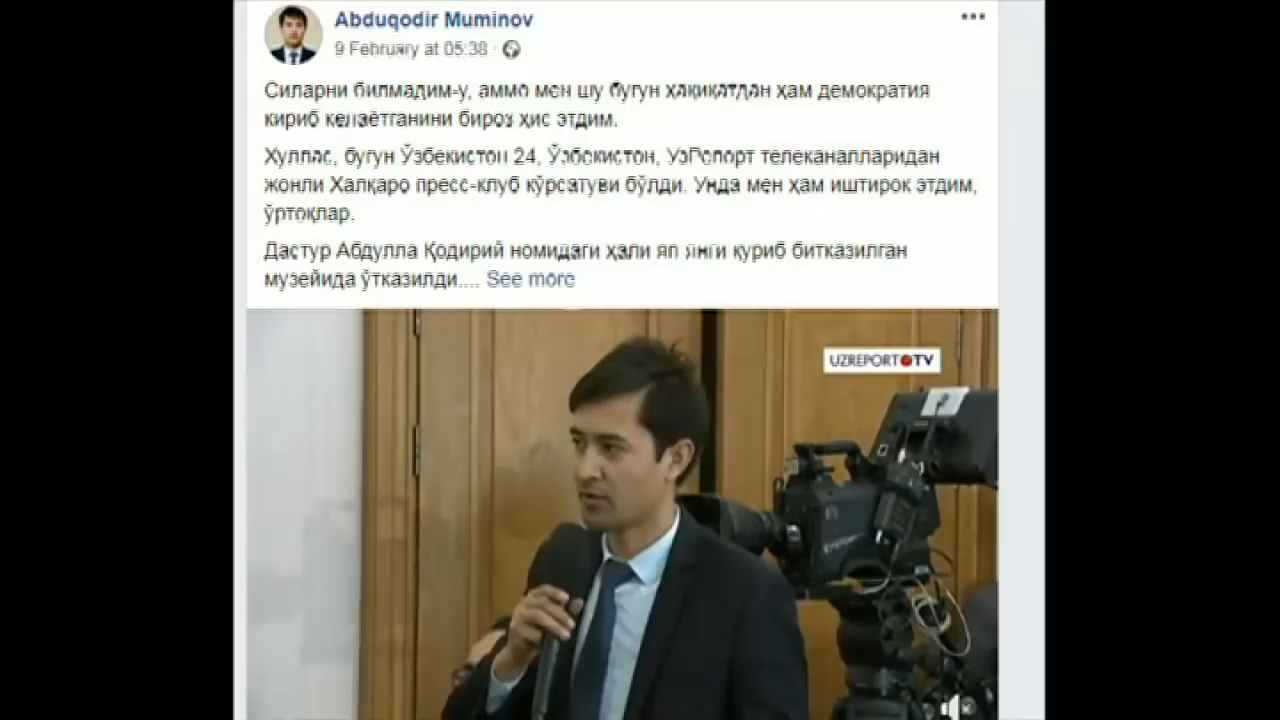 Abduqodir Muminov
9 February at 05:38
Силарни билмадим-у, аммо мен шу бугун ҳақиқатдан ҳам демократия
кириб келаётганини бироз ҳис этдим.
Хуллас, бугун Ўзбекистон 24, Ўзбекистон, УзРепорт телеканалларидан
жонли Халқаро пресс-клуб кўрсатуви бўлди. Унда мен ҳам иштирок этдим,
ўртоқлар.
Дастур Абдулла Қодирий номидаги ҳали яп янги қуриб битказилган
музейида ўтказилди.... See more
UZREPORT TV